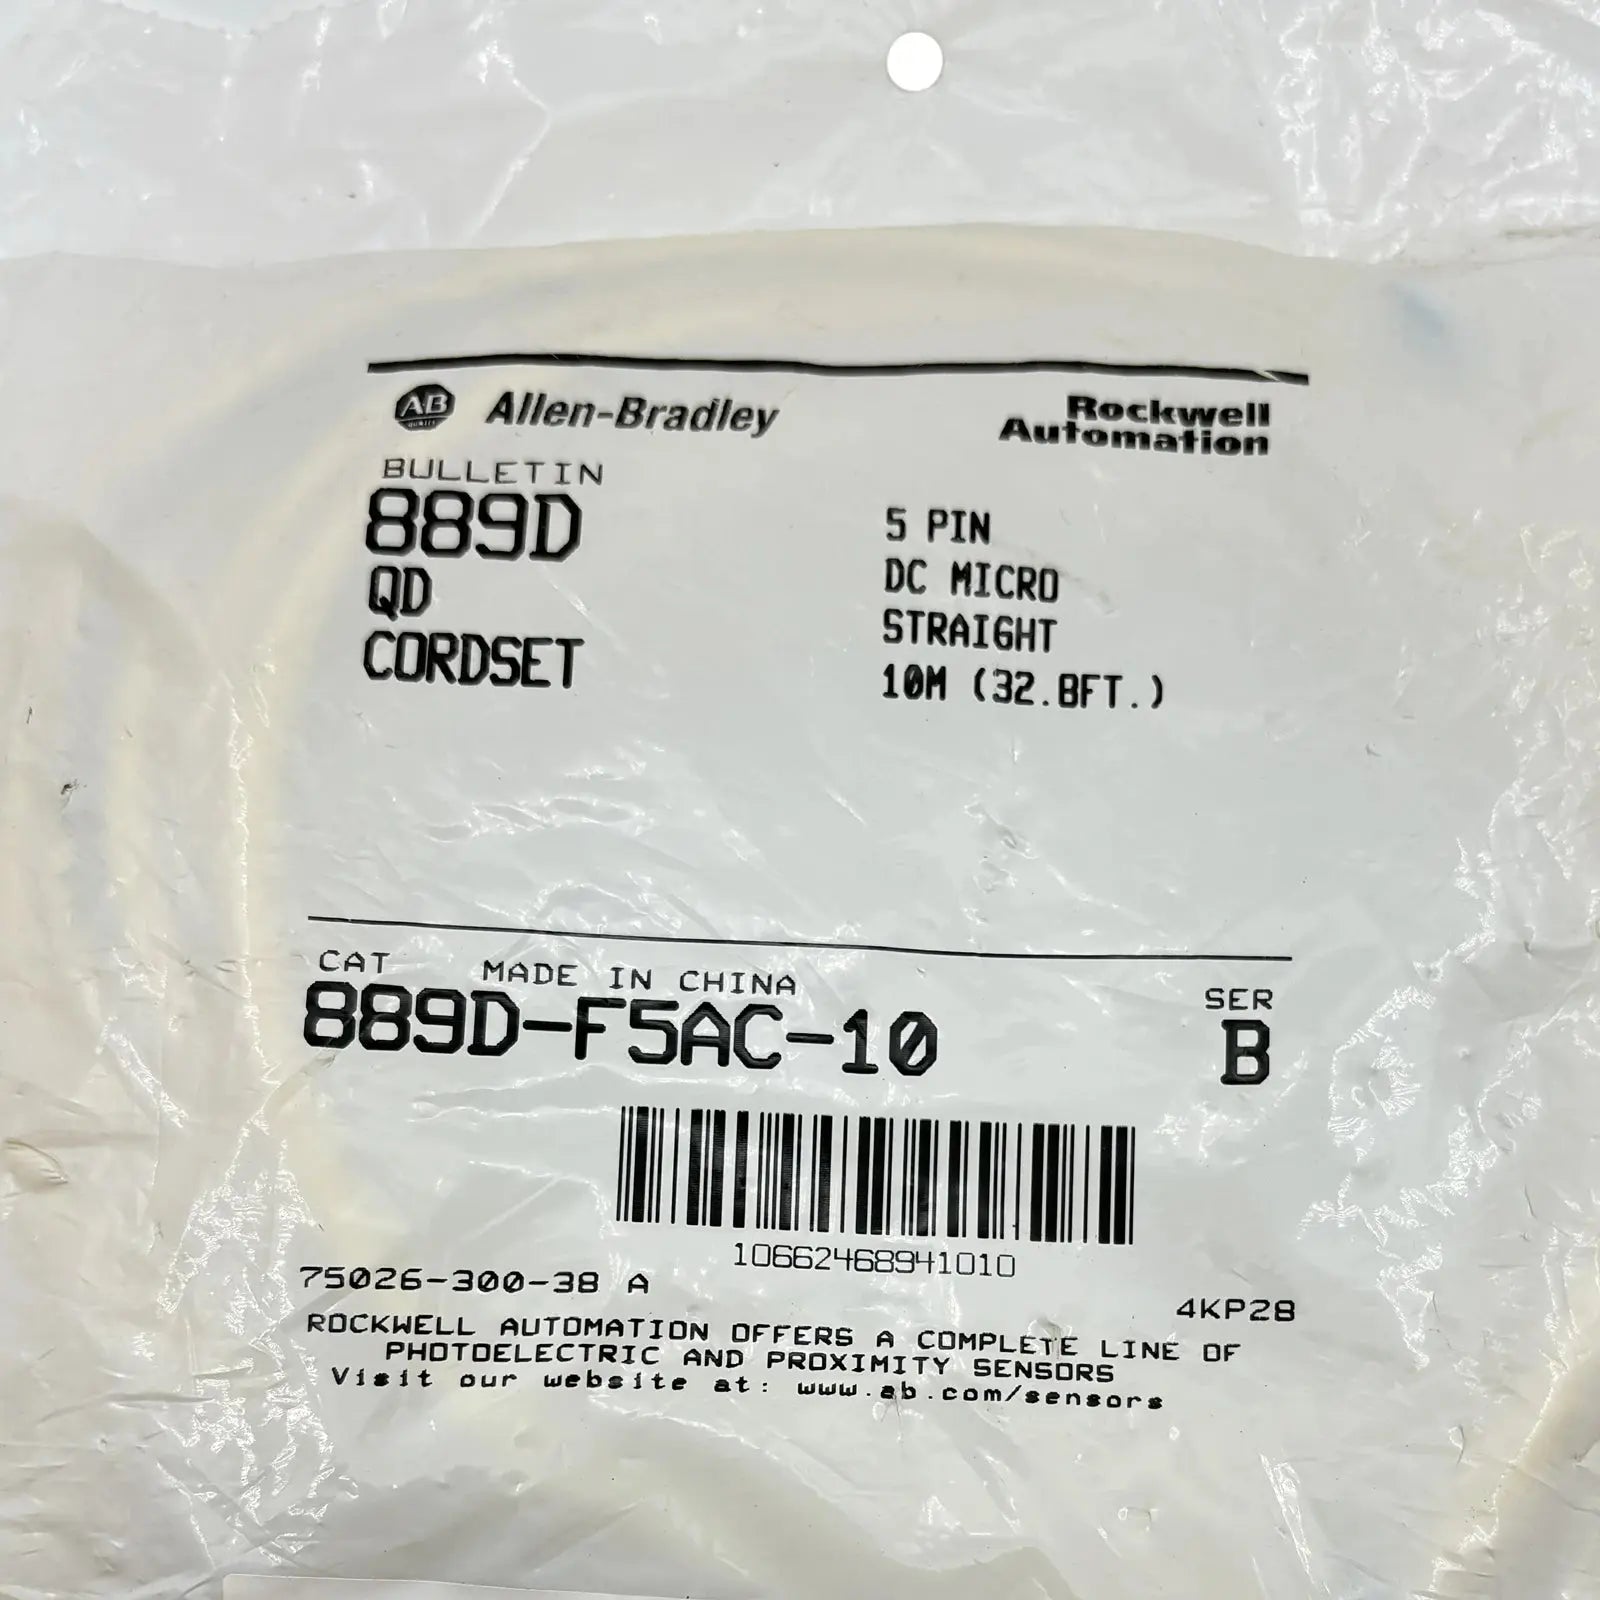 AB QUALITY Allen-Bradley
Rockwell
Automation
BULLETIN
889D
QD
CORDSET
5 PIN
DC MICRO
STRAIGHT
10M (32.8FT.)
CAT MADE IN CHINA
889D-F5AC-10
SER
B
10662468941010
75026-300-38 A
4KP28
ROCKWELL AUTOMATION OFFERS A COMPLETE LINE OF
PHOTOELECTRIC AND PROXIMITY SENSORS
Visit our website at: www.ab.com/sensors